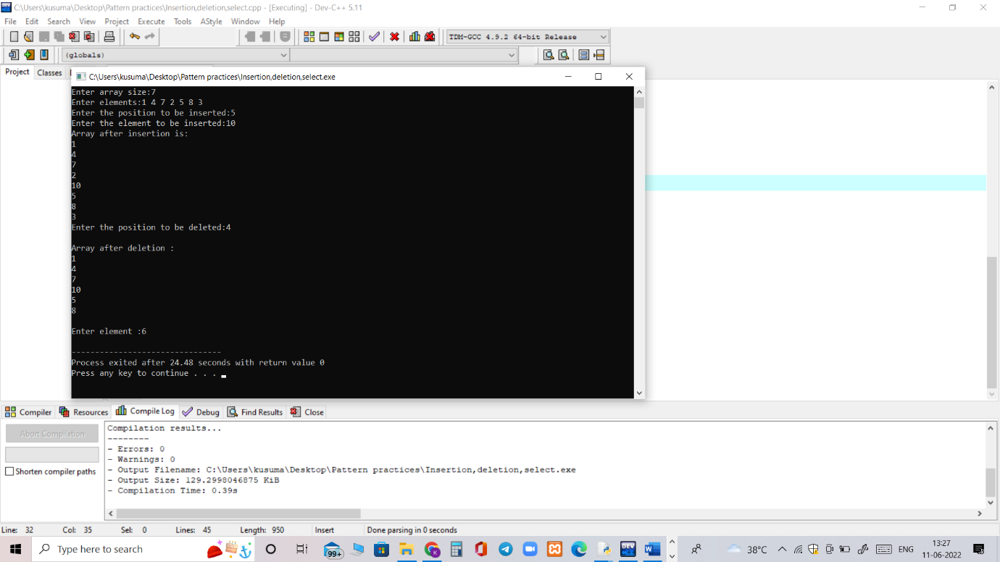 C:\Users\kusuma\Desktop\Pattern practices\Insertion,deletion,select.cpp - [Executing] - Dev-C++ 5.11
File Edit Search View Project Execute Tools AStyle Window Help
TDM-GCC 4.9.2 64-bit Release
(globals)
Project Classes
C:\Users\kusuma\Desktop\Pattern practices\Insertion,deletion,select.exe
Enter array size:7
Enter elements:1 4 7 2 5 8 3
Enter the position to be inserted:5
Enter the element to be inserted:10
Array after insertion is:
1
4
7
2
10
5
8
3
Enter the position to be deleted:4
Array after deletion :
1
4
7
10
5
8
Enter element :6
--------------------------------
Process exited after 24.48 seconds with return value 0
Press any key to continue . . .
Compiler Resources Compile Log Debug Find Results Close
Abort Compilation
Shorten compiler paths
Compilation results...
--------
- Errors: 0
- Warnings: 0
- Output Filename: C:\Users\kusuma\Desktop\Pattern practices\Insertion,deletion,select.exe
- Output Size: 129.2998046875 KiB
- Compilation Time: 0.39s
Line: 32 Col: 35 Sel: 0 Lines: 45 Length: 950 Insert Done parsing in 0 seconds
Type here to search
99+
DEV
38°C
ENG
13:27
11-06-2022